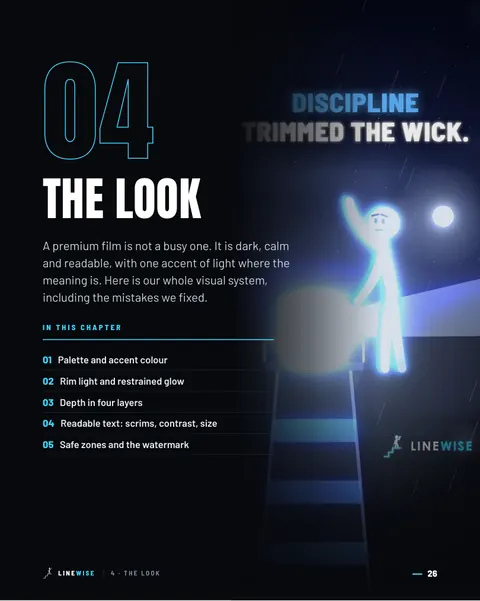 04
DISCIPLINE
TRIMMED THE WICK.
THE LOOK
A premium film is not a busy one. It is dark, calm
and readable, with one accent of light where the
meaning is. Here is our whole visual system,
including the mistakes we fixed.
IN THIS CHAPTER
01 Palette and accent colour
02 Rim light and restrained glow
03 Depth in four layers
04 Readable text: scrims, contrast, size
05 Safe zones and the watermark
LINEWISE
LINEWISE 4 · THE LOOK
26